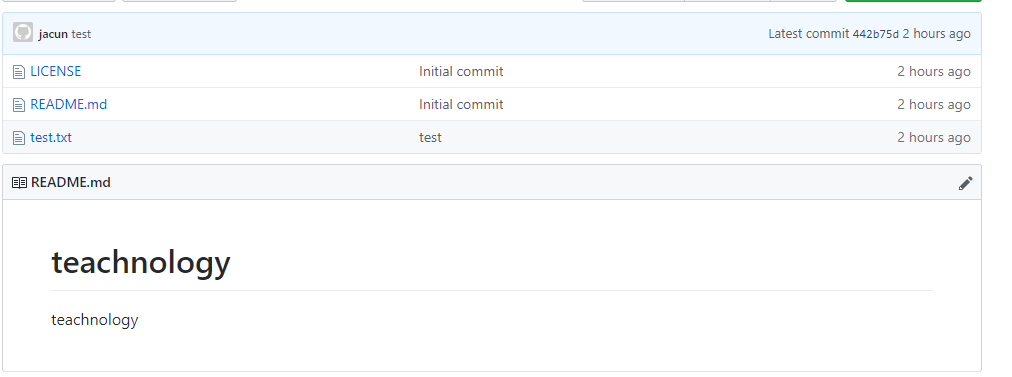 jacun test Latest commit 442b75d 2 hours ago
LICENSE Initial commit 2 hours ago
README.md Initial commit 2 hours ago
test.txt test 2 hours ago
README.md
teachnology
teachnology